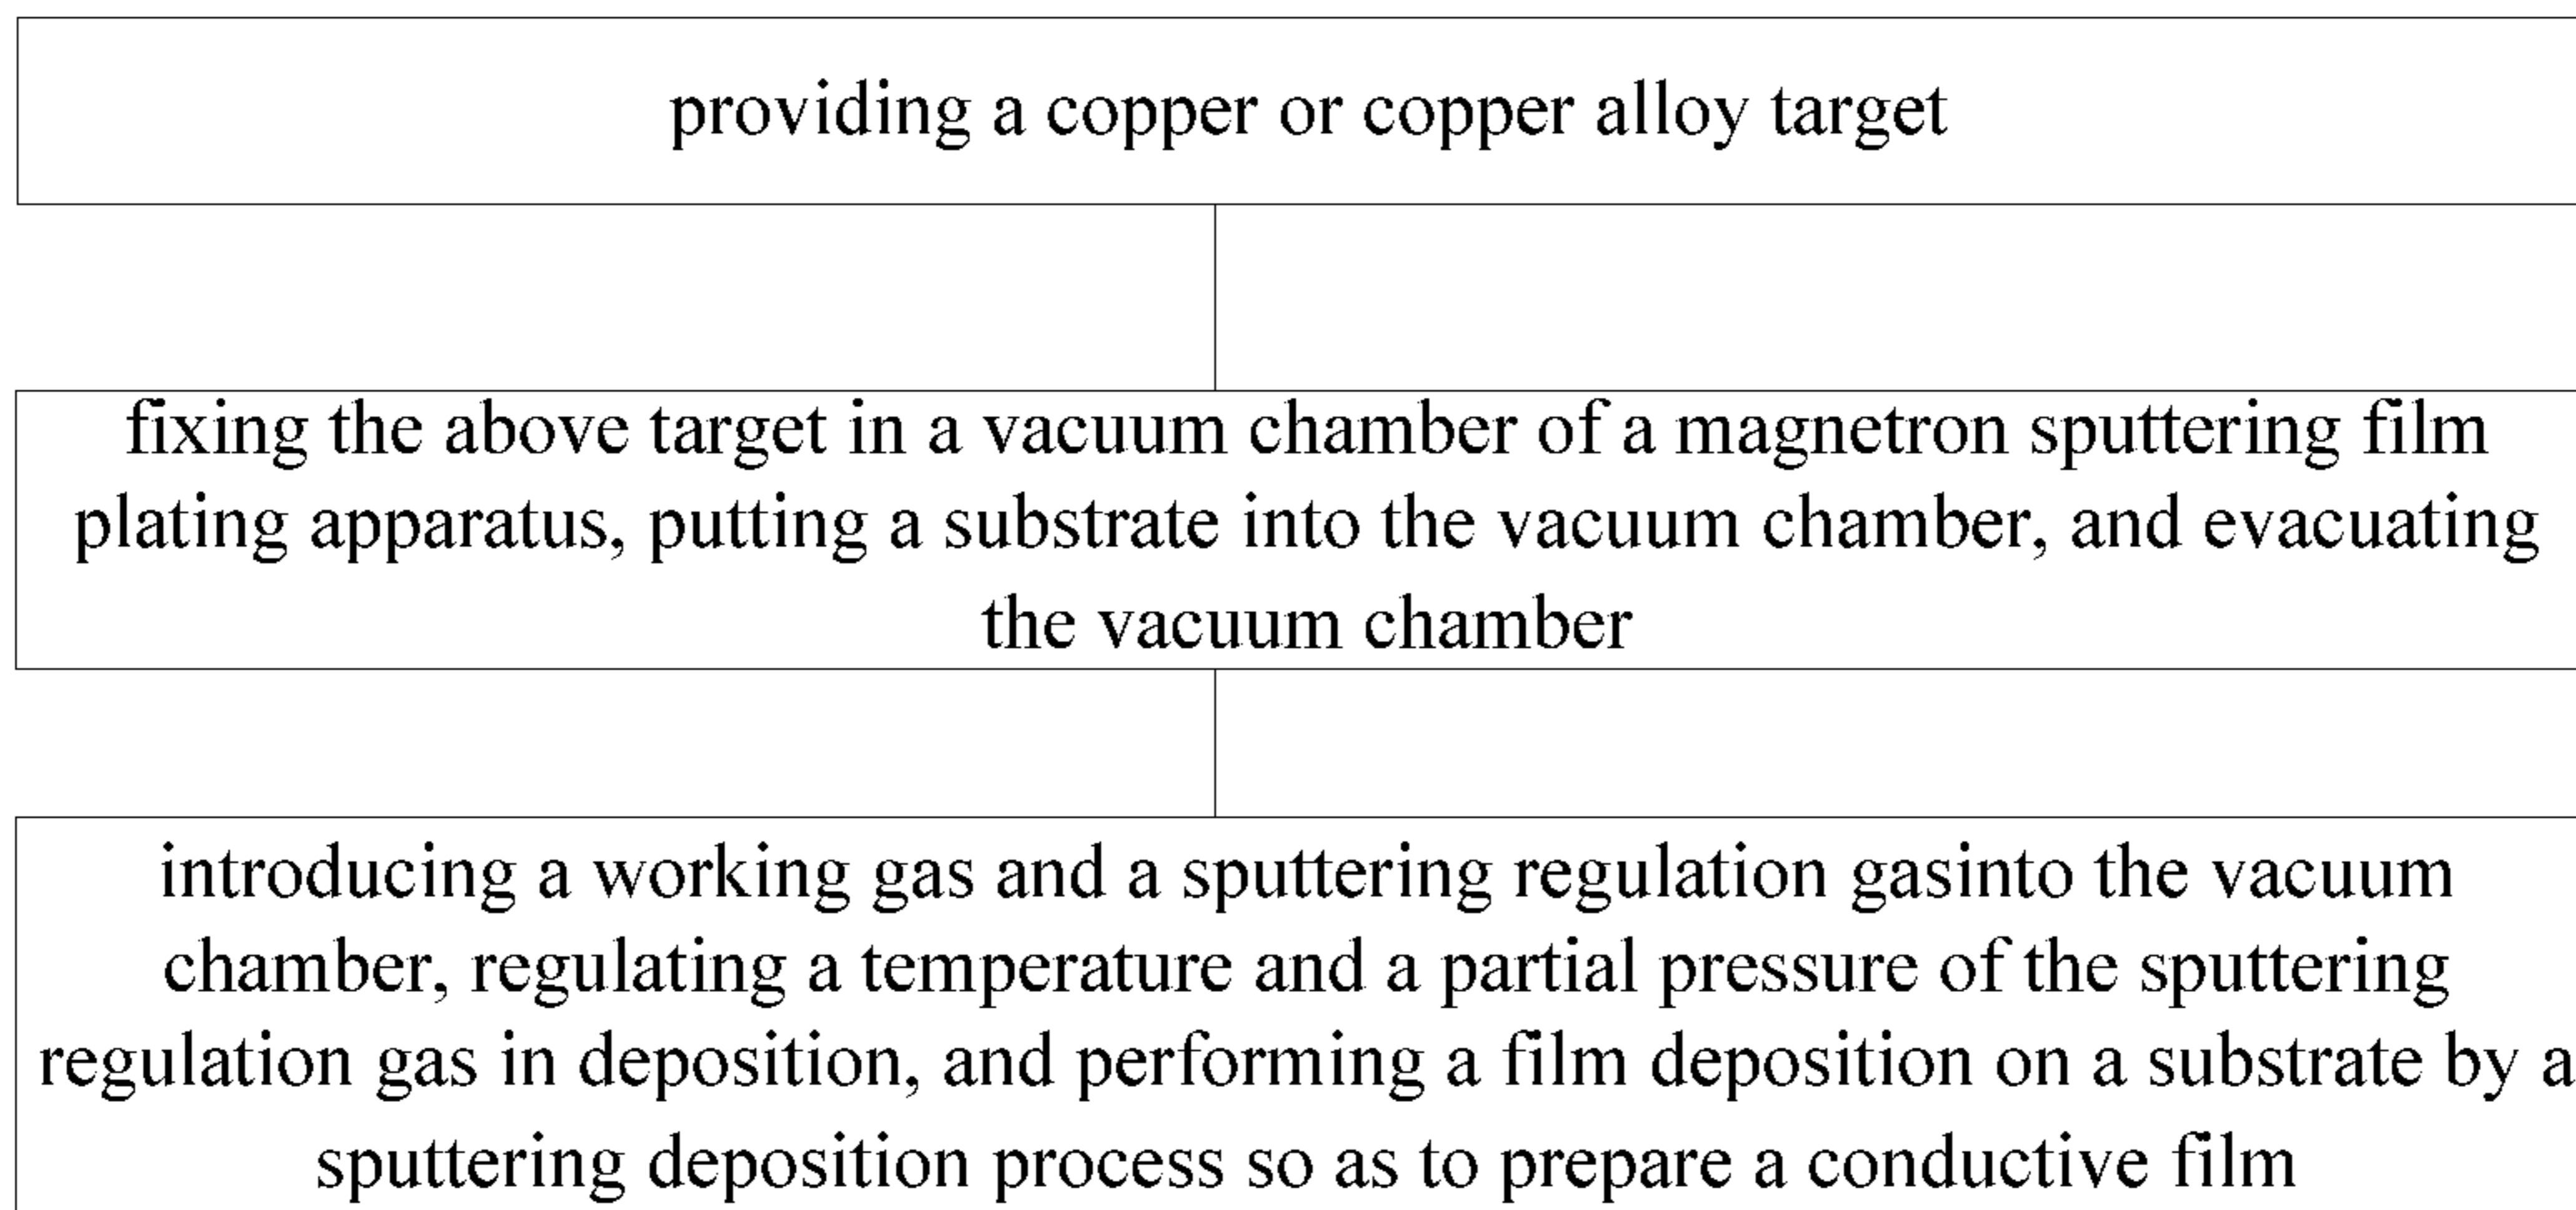 providing a copper or copper alloy target
fixing the above target in a vacuum chamber of a magnetron sputtering film
plating apparatus, putting a substrate into the vacuum chamber, and evacuating
the vacuum chamber
introducing a working gas and a sputtering regulation gasinto the vacuum
chamber, regulating a temperature and a partial pressure of the sputtering
regulation gas in deposition, and performing a film deposition on a substrate by a
sputtering deposition process so as to prepare a conductive film